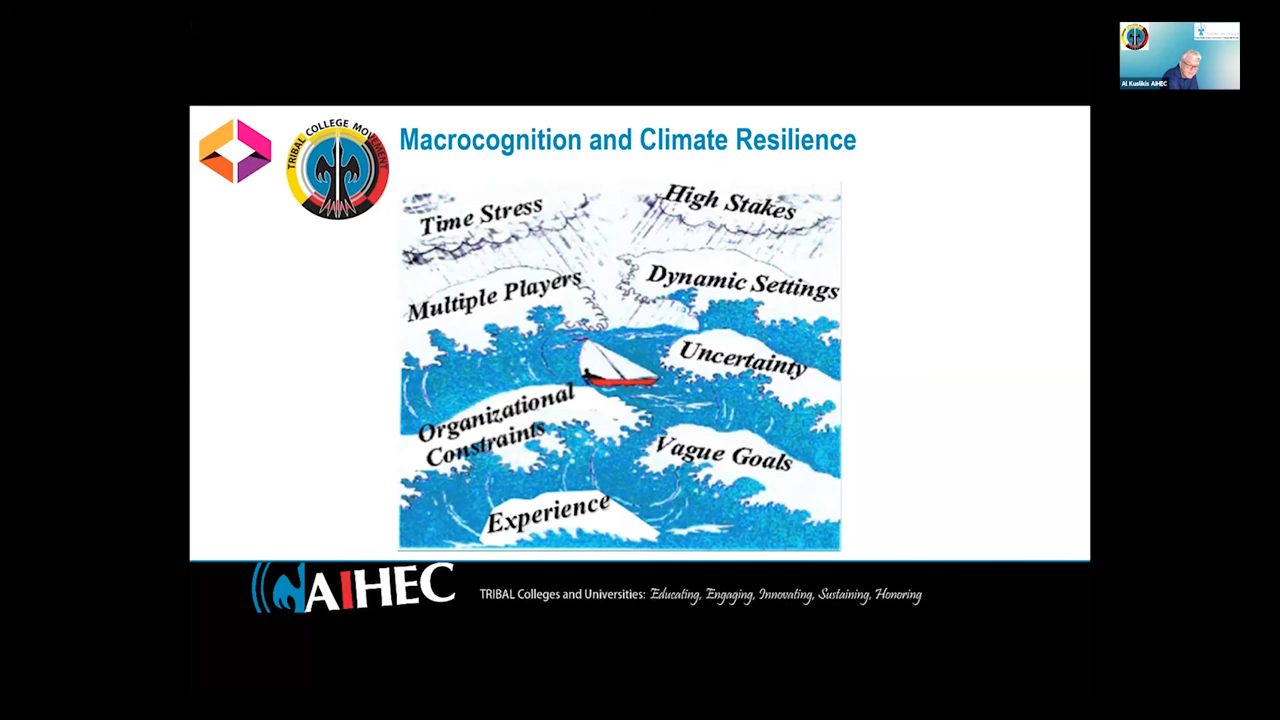 Al Kuslikis AIHEC
TRIBAL COLLEGE MOVEMENT
Macrocognition and Climate Resilience
Time Stress
High Stakes
Multiple Players
Dynamic Settings
Uncertainty
Organizational
Constraints
Vague Goals
Experience
AIHEC
TRIBAL Colleges and Universities: Educating, Engaging, Innovating, Sustaining, Honoring